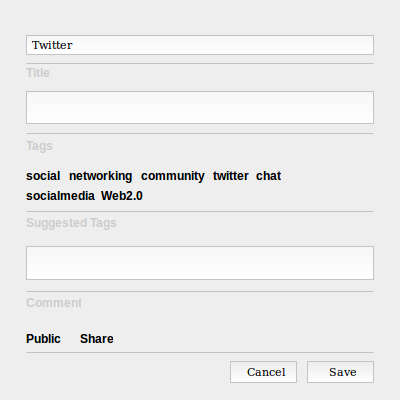 Twitter
Title
Tags
social networking community twitter chat
socialmedia Web2.0
Suggested Tags
Comment
Public Share
Cancel Save